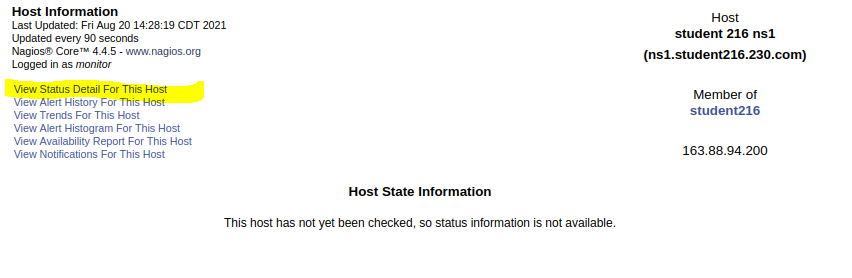 Host Information
Last Updated: Fri Aug 20 14:28:19 CDT 2021
Updated every 90 seconds
Nagios® Core™ 4.4.5 - www.nagios.org
Logged in as monitor
View Status Detail For This Host
View Alert History For This Host
View Trends For This Host
View Alert Histogram For This Host
View Availability Report For This Host
View Notifications For This Host
Host
student 216 ns1
(ns1.student216.230.com)
Member of
student216
163.88.94.200
Host State Information
This host has not yet been checked, so status information is not available.